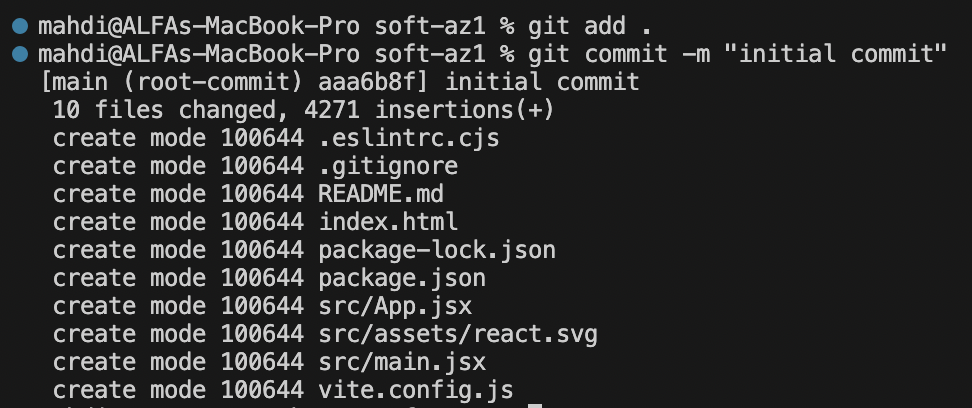 mahdi@ALFAs-MacBook-Pro soft-az1 % git add .
mahdi@ALFAs-MacBook-Pro soft-az1 % git commit -m "initial commit"
[main (root-commit) aaa6b8f] initial commit
 10 files changed, 4271 insertions(+)
 create mode 100644 .eslintrc.cjs
 create mode 100644 .gitignore
 create mode 100644 README.md
 create mode 100644 index.html
 create mode 100644 package-lock.json
 create mode 100644 package.json
 create mode 100644 src/App.jsx
 create mode 100644 src/assets/react.svg
 create mode 100644 src/main.jsx
 create mode 100644 vite.config.js